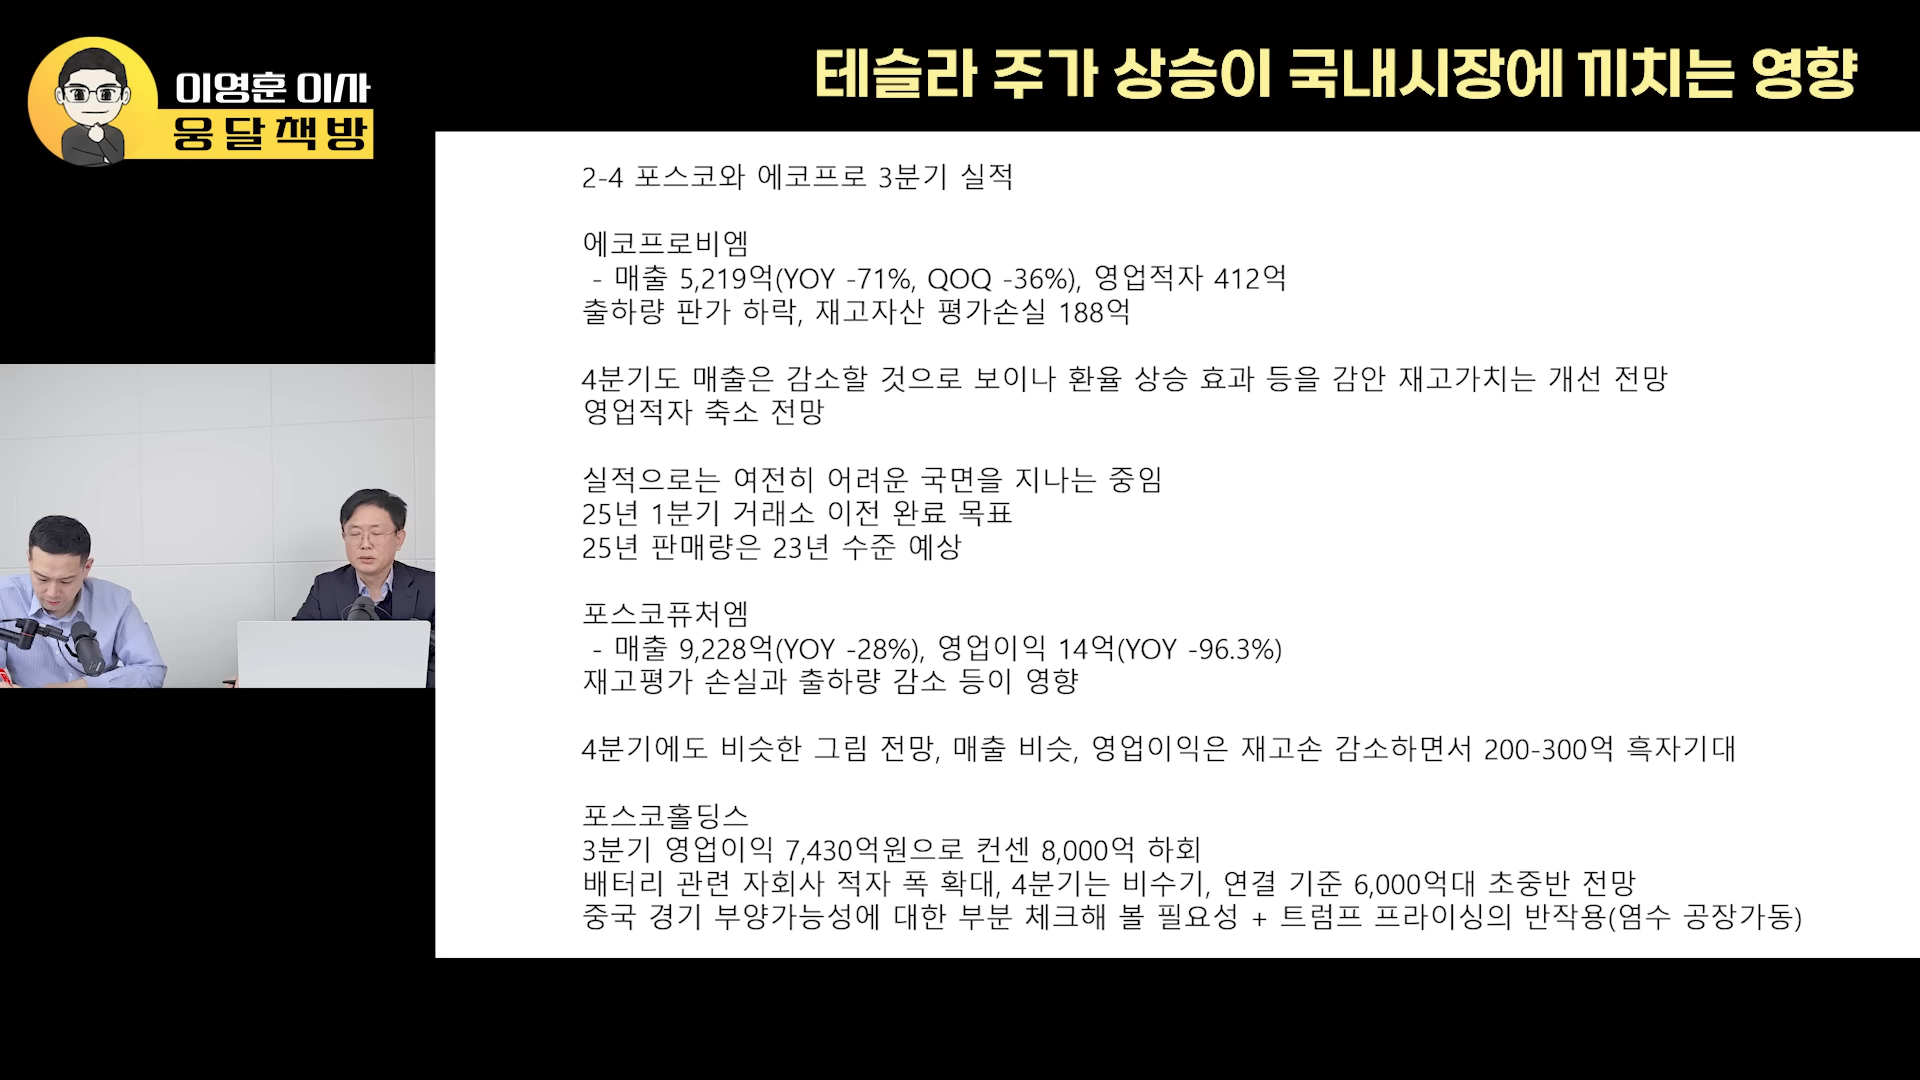 이영훈 이사
웅달책방
테슬라 주가 상승이 국내시장에 끼치는 영향
2-4 포스코와 에코프로 3분기 실적
에코프로비엠
- 매출 5,219억(YOY -71%, QOQ -36%), 영업적자 412억
출하량 판가 하락, 재고자산 평가손실 188억
4분기도 매출은 감소할 것으로 보이나 환율 상승 효과 등을 감안 재고가치는 개선 전망
영업적자 축소 전망
실적으로는 여전히 어려운 국면을 지나는 중임
25년 1분기 거래소 이전 완료 목표
25년 판매량은 23년 수준 예상
포스코퓨처엠
- 매출 9,228억(YOY -28%), 영업이익 14억(YOY -96.3%)
재고평가 손실과 출하량 감소 등이 영향
4분기에도 비슷한 그림 전망, 매출 비슷, 영업이익은 재고손 감소하면서 200-300억 흑자기대
포스코홀딩스
3분기 영업이익 7,430억원으로 컨센 8,000억 하회
배터리 관련 자회사 적자 폭 확대, 4분기는 비수기, 연결 기준 6,000억대 초중반 전망
중국 경기 부양가능성에 대한 부분 체크해 볼 필요성 + 트럼프 프라이싱의 반작용(염수 공장가동)